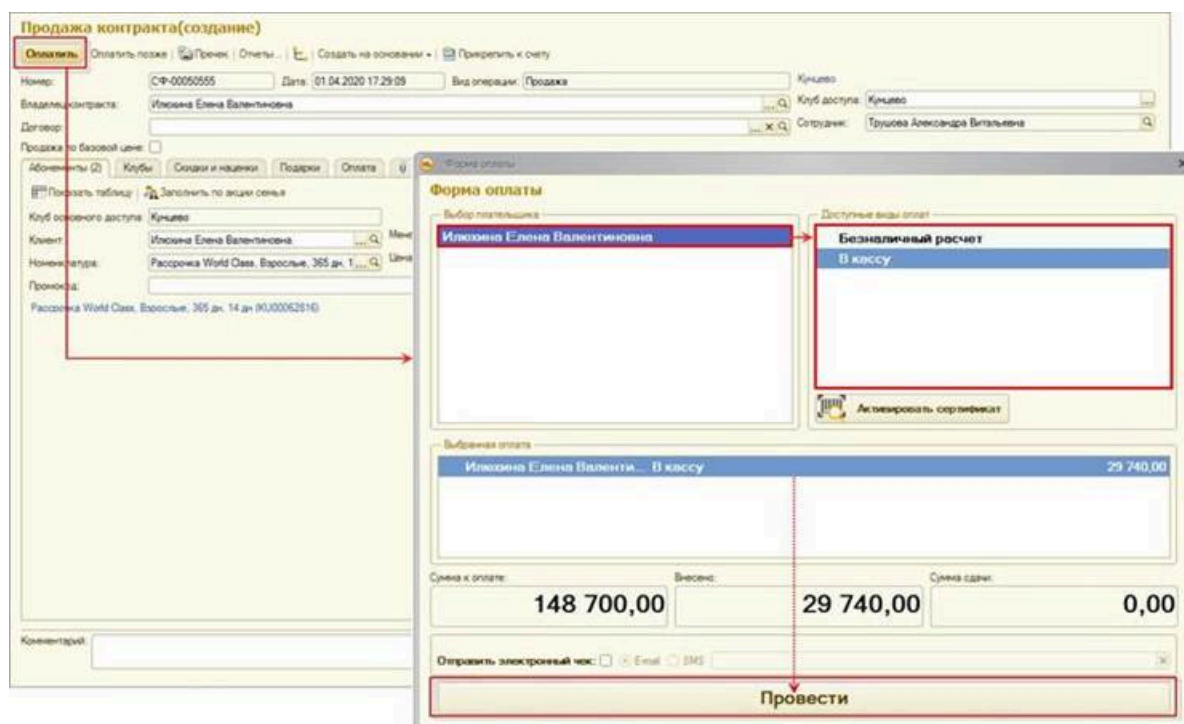 Продажа контракта(создание)
Оплатить Оплатить позже Пречек Отчеты... Создать на основании Прикрепить к счету
Номер: СФ-00050555 Дата: 01.04.2020 17:29:09 Вид операции: Продажа Кунцево
Владелец контракта: Илюхина Елена Валентиновна ... Клуб доступа: Кунцево ...
Договор: ... x Сотрудник: Трушова Александра Витальевна
Продажа по базовой цене:
Абонементы (2) Клубы Скидки и наценки Подарки Оплата
Показать таблицу Заполнить по акции семья
Клуб основного доступа: Кунцево
Клиент: Илюхина Елена Валентиновна ...
Номенклатура: Рассрочка World Class, Взрослые, 365 дн, 1 ... Цена
Промокод:
Рассрочка World Class, Взрослые, 365 дн, 14 дн (KU00062816)
Комментарий:
Форма оплаты
Форма оплаты
Выбор плательщика
Илюхина Елена Валентиновна
Доступные виды оплат
Безналичный расчет
В кассу
Активировать сертификат
Выбранная оплата
Илюхина Елена Валенти... В кассу 29 740,00
Сумма к оплате: Внесено: Сумма сдачи:
148 700,00 29 740,00 0,00
Отправить электронный чек: Email SMS
Провести